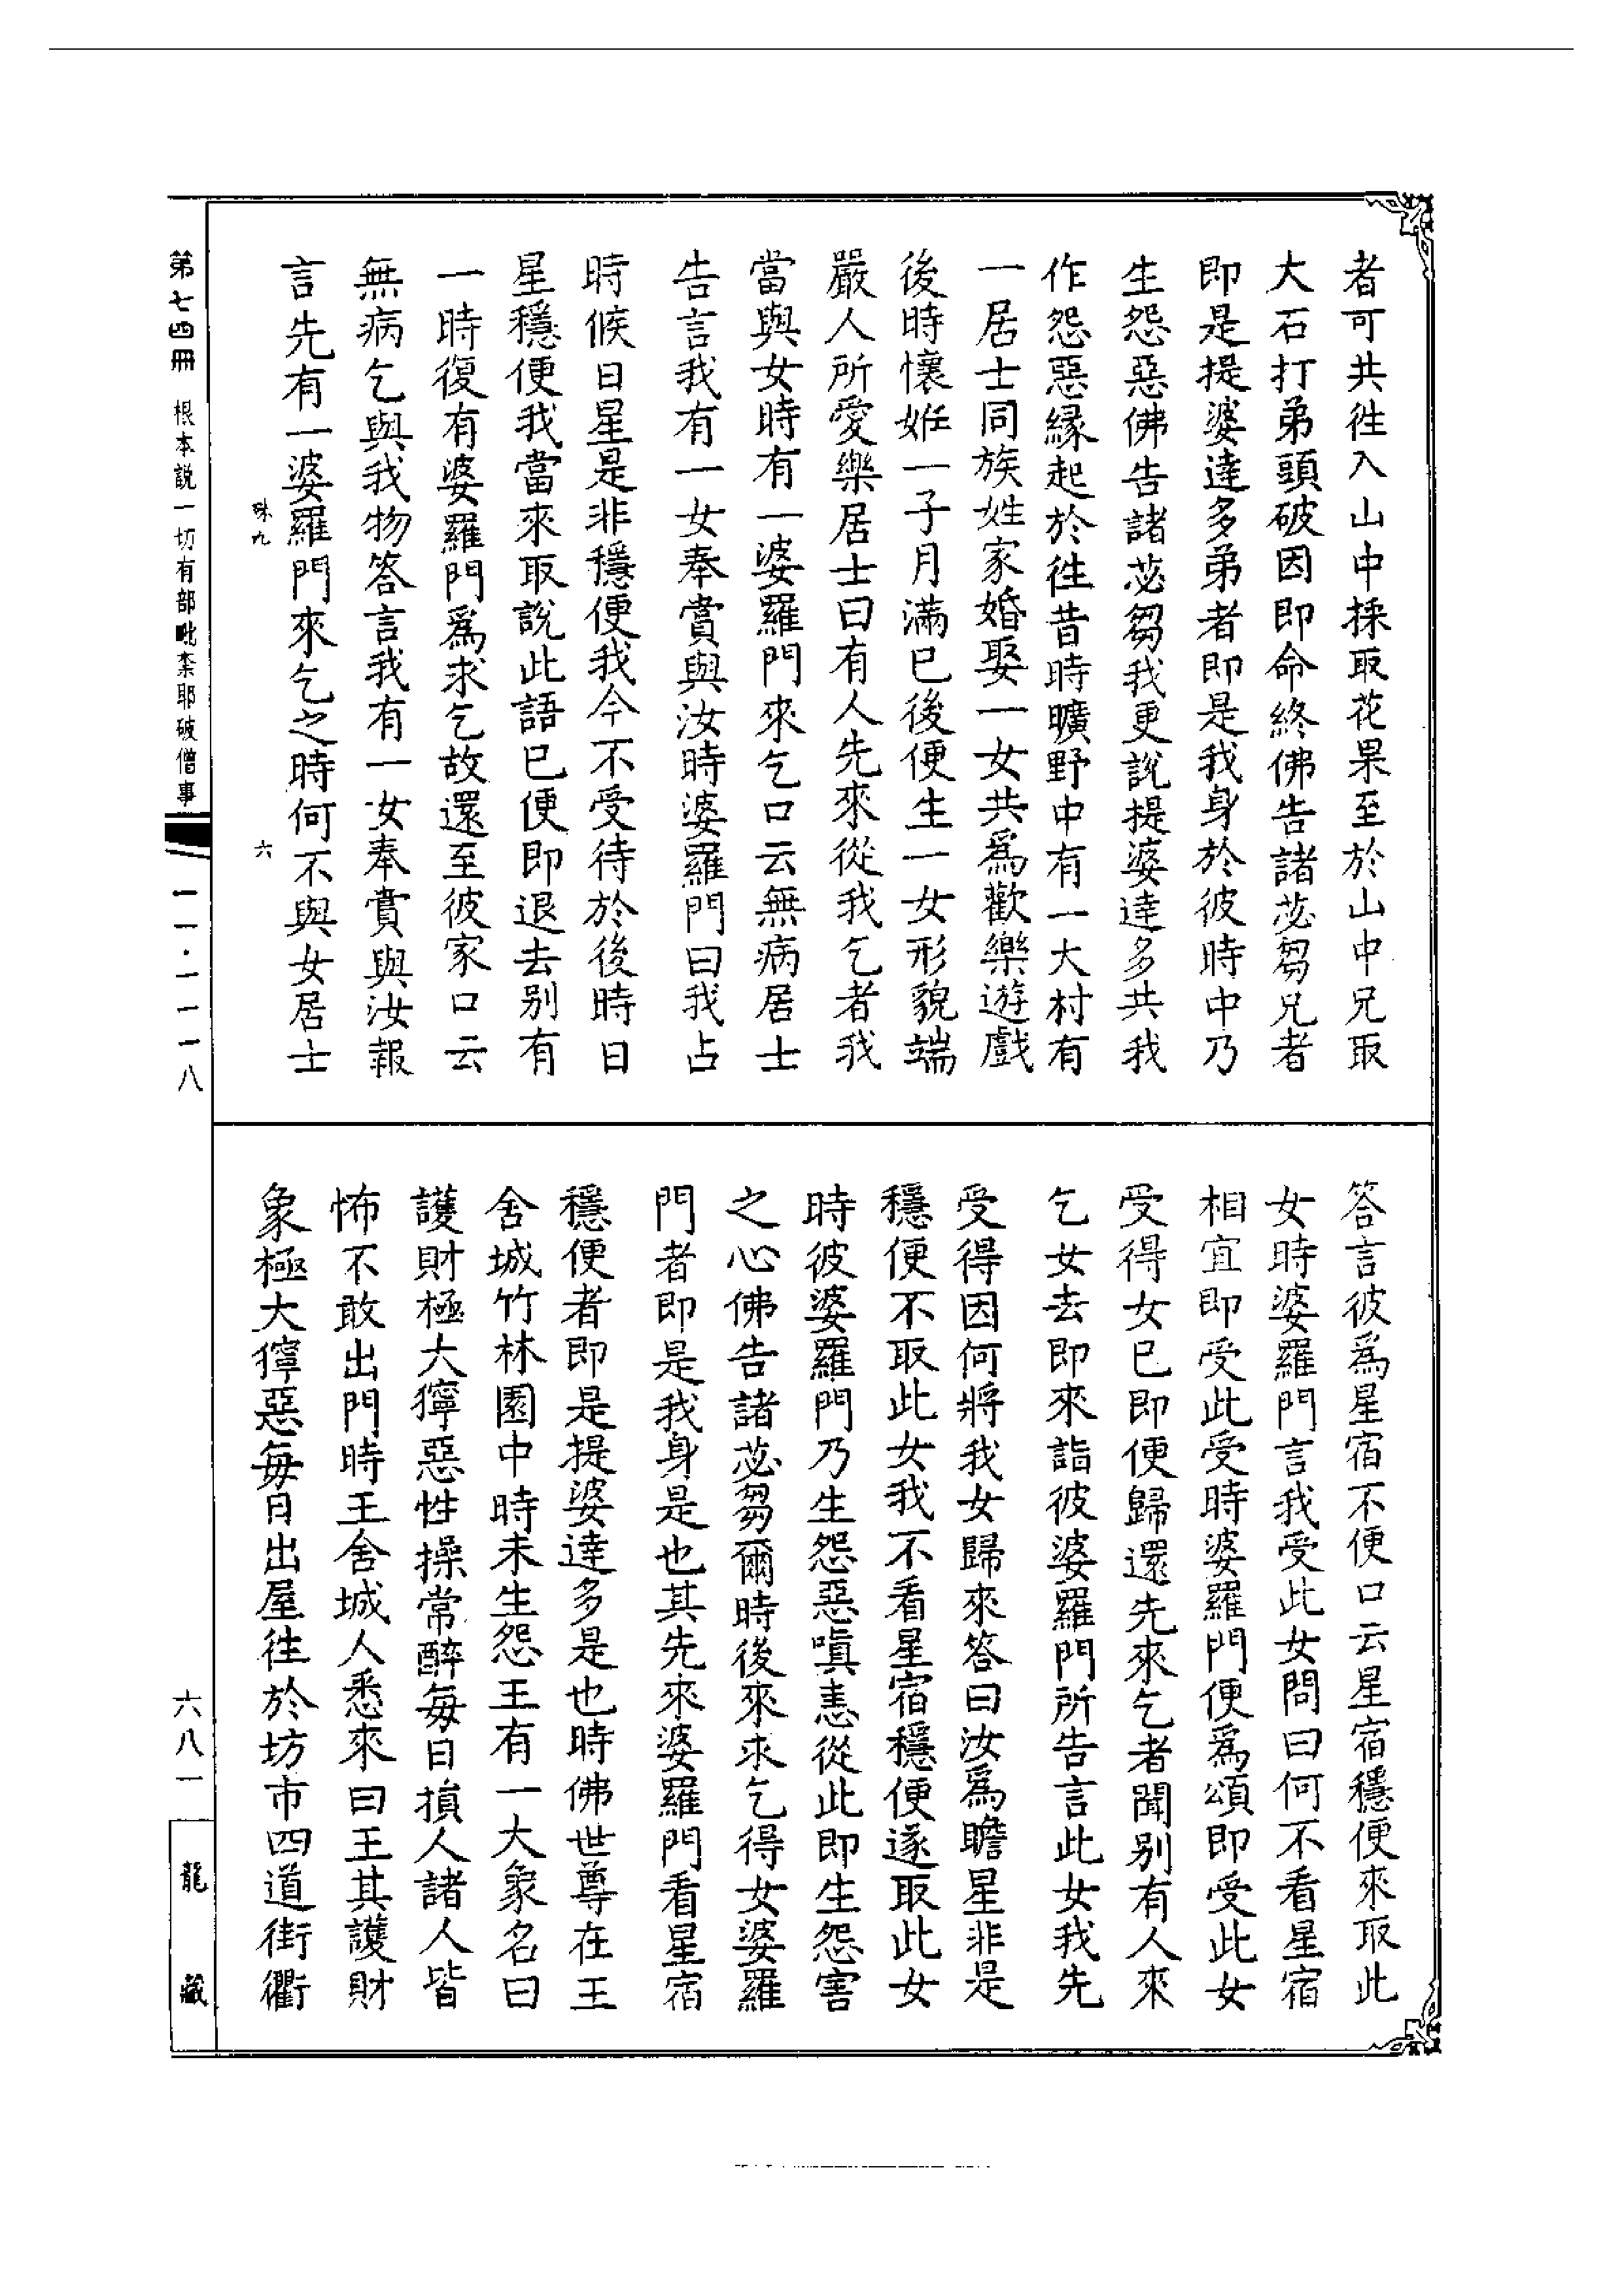 者可共徃入山中採取花果至於山中兄取
大石打弟頭破因即命終佛告諸苾芻兄者
即是提婆達多弟者即是我身於彼時中乃
生怨惡佛告諸苾芻我更説提婆達多共我
作怨惡縁起於徃昔時曠野中有一大村有
一居士同族姓家婚娶一女共為歡樂遊戲
後時懷姙一子月滿已後便生一女形貌端
嚴人所愛樂居士曰有人先來從我乞者我
當與女時有一婆羅門來乞口云無病居士
告言我有一女奉賞與汝時婆羅門曰我占
時候日星是非穩便我今不受待於後時日
星穩便我當來取説此語已便即退去別有
一時復有婆羅門為求乞故還至彼家口云
無病乞與我物答言我有一女奉賞與汝報
言先有一婆羅門來乞之時何不與女居士
答言彼為星宿不便口云星宿穩便來取此
女時婆羅門言我受此女問曰何不看星宿
相宜即受此受時婆羅門便為頌即受此女
受得女已即便歸還先來乞者聞別有人來
乞女去即來詣彼婆羅門所告言此女我先
受得因何將我女歸來答曰汝為瞻星非是
穩便不取此女我不看星宿穩便遂取此女
時彼婆羅門乃生怨惡嗔恚從此即生怨害
之心佛告諸苾芻爾時後來求乞得女婆羅
門者即是我身是也其先來婆羅門看星宿
穩便者即是提婆達多是也時佛世尊在王
舍城竹林園中時未生怨王有一大象名曰
護財極大獰惡性操常醉每日損人諸人皆
怖不敢出門時王舍城人悉來曰王其護財
象極大獰惡每日出屋徃於坊市四道街衢
珠九
六
第七四冊 根本説一切有部毗柰耶破僧事
一一·一一一八
六八一
龍藏